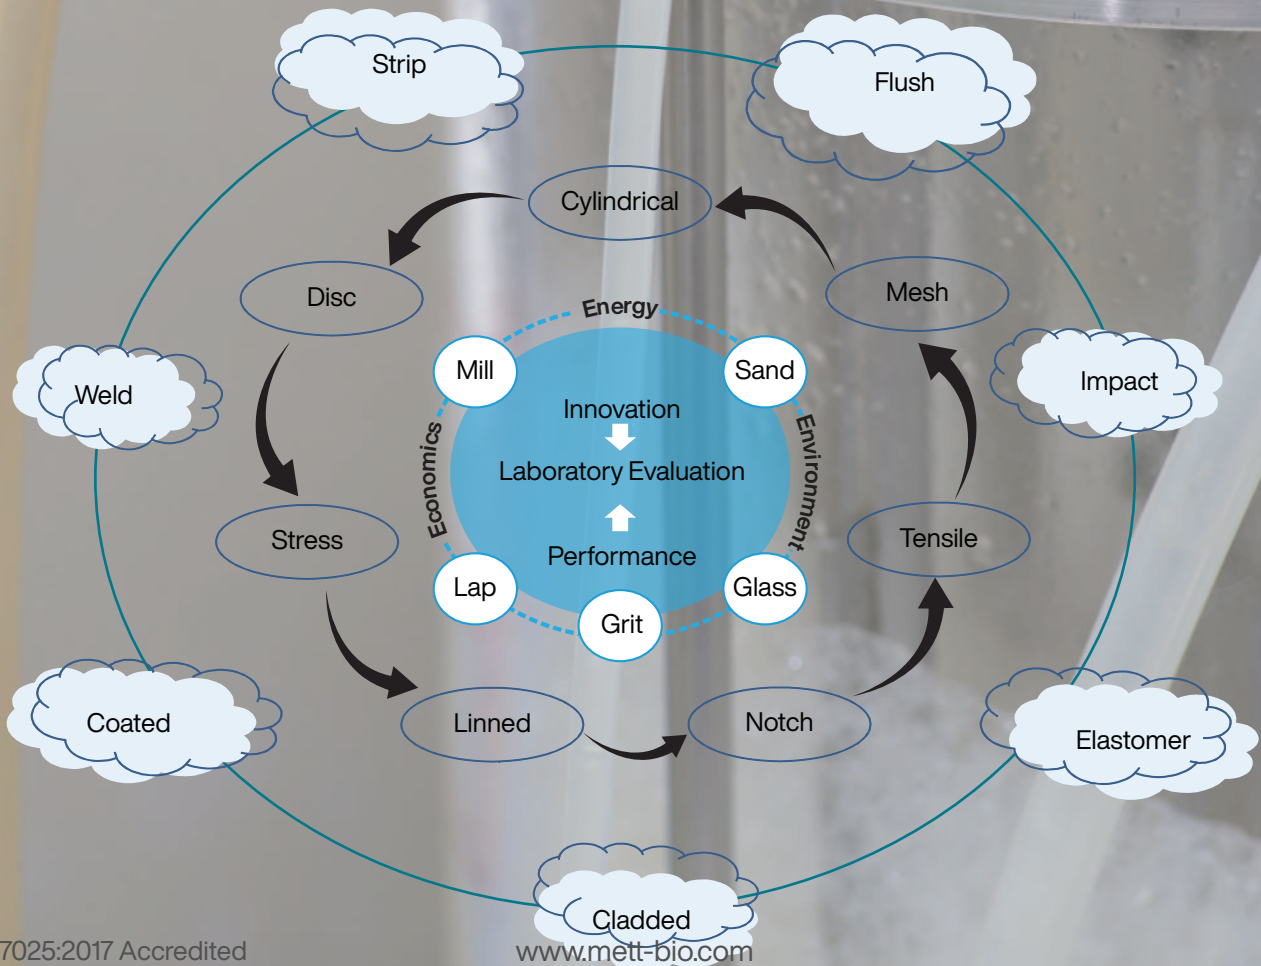 Strip
Flush
Cylindrical
Disc
Mesh
Energy
Mill
Sand
Impact
Weld
Innovation
Economics
Laboratory Evaluation
Environment
Stress
Tensile
Performance
Lap
Glass
Grit
Coated
Linned
Notch
Elastomer
Cladded
7025:2017 Accredited
www.mett-bio.com